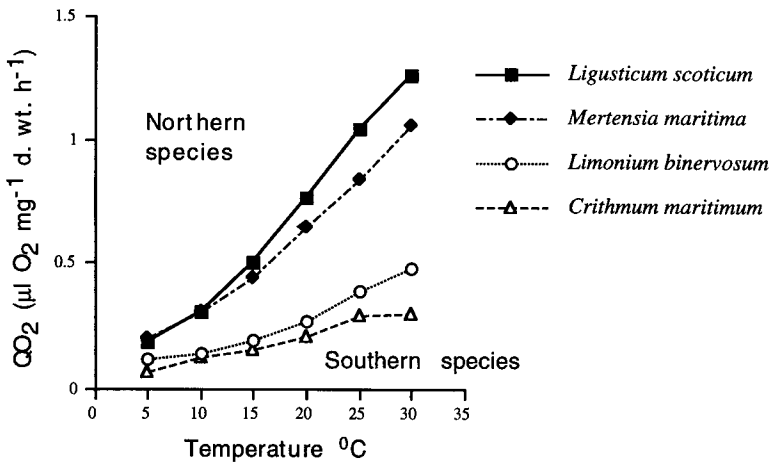 1.5
1
0.5
0
QO2 (µl O2 mg-1 d. wt. h-1)
Northern
species
Southern species
0 5 10 15 20 25 30 35
Temperature 0C
Ligusticum scoticum
Mertensia maritima
Limonium binervosum
Crithmum maritimum